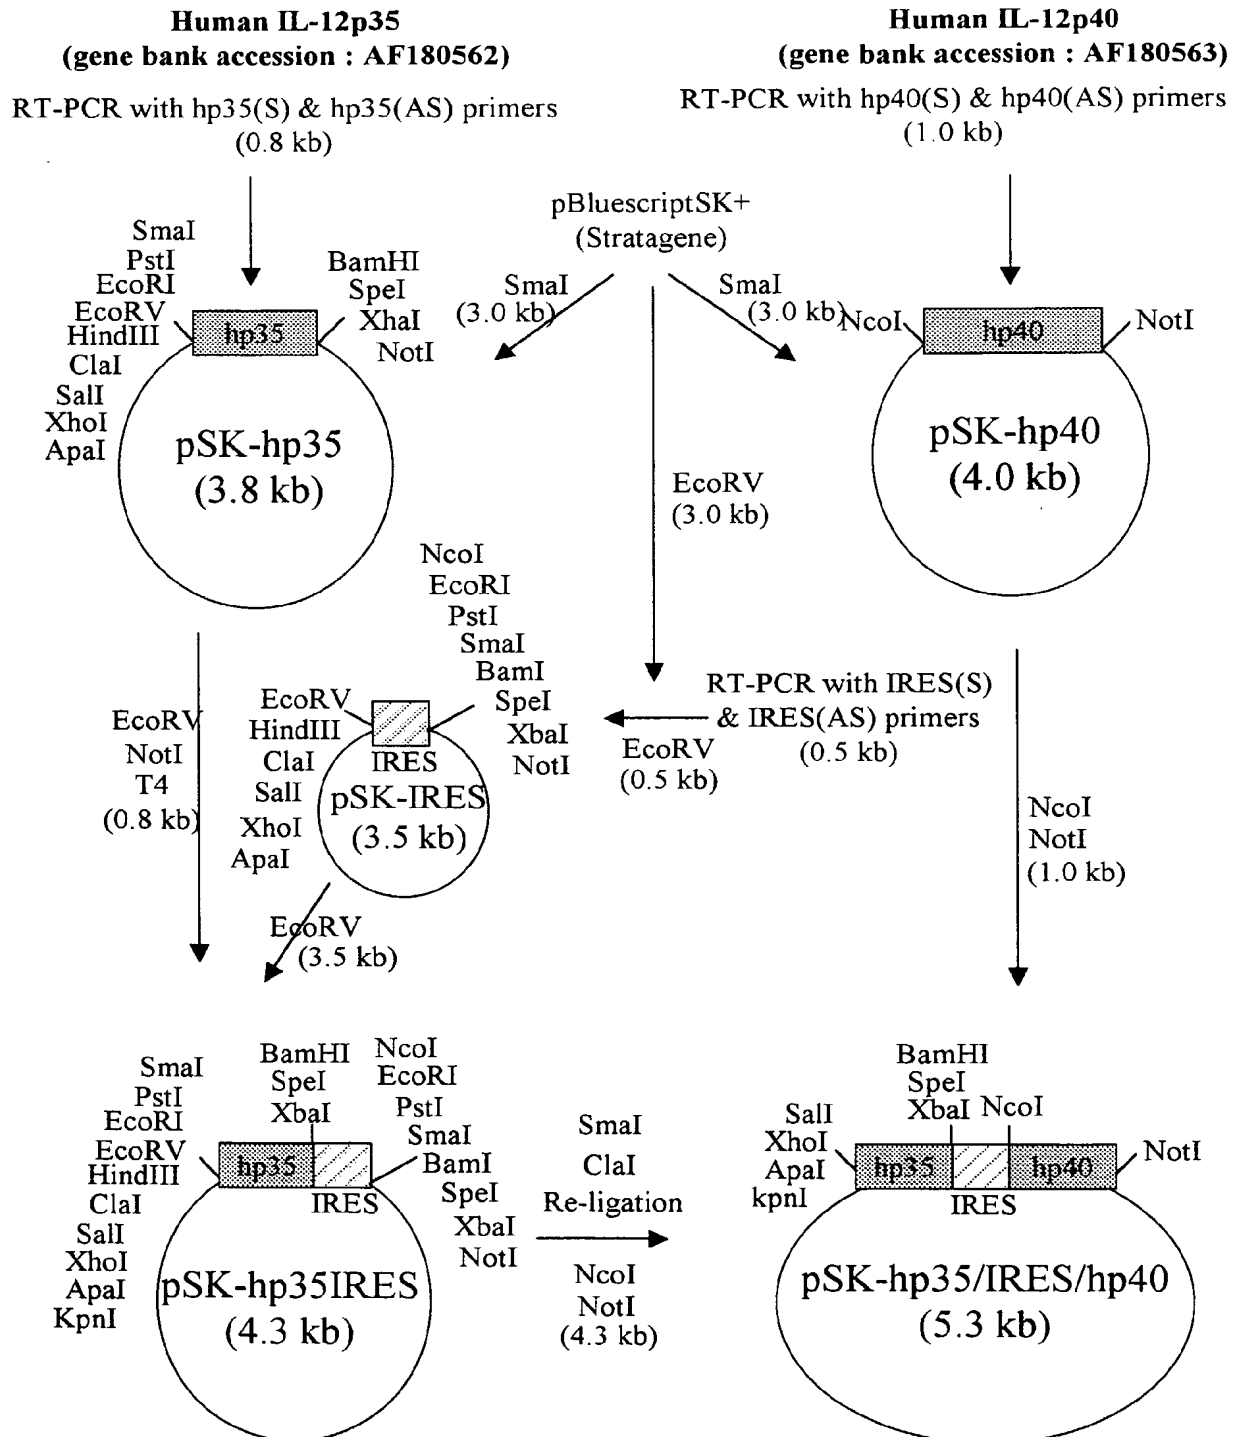 Human IL-12p35
(gene bank accession : AF180562)
RT-PCR with hp35(S) & hp35(AS) primers
(0.8 kb)
Human IL-12p40
(gene bank accession : AF180563)
RT-PCR with hp40(S) & hp40(AS) primers
(1.0 kb)
pBluescriptSK+
(Stratagene)
SmaI
(3.0 kb)
SmaI
(3.0 kb)
SmaI
PstI
EcoRI
EcoRV
HindIII
ClaI
SalI
XhoI
ApaI
hp35
BamHI
SpeI
XhaI
NotI
pSK-hp35
(3.8 kb)
NcoI
hp40
NotI
pSK-hp40
(4.0 kb)
EcoRV
(3.0 kb)
NcoI
EcoRI
PstI
SmaI
BamI
SpeI
XbaI
NotI
EcoRV
HindIII
ClaI
SalI
XhoI
ApaI
IRES
pSK-IRES
(3.5 kb)
RT-PCR with IRES(S)
& IRES(AS) primers
(0.5 kb)
EcoRV
(0.5 kb)
EcoRV
NotI
T4
(0.8 kb)
EcoRV
(3.5 kb)
NcoI
NotI
(1.0 kb)
SmaI
PstI
EcoRI
EcoRV
HindIII
ClaI
SalI
XhoI
ApaI
KpnI
BamHI
SpeI
XbaI
NcoI
EcoRI
PstI
SmaI
BamI
SpeI
XbaI
NotI
hp35
IRES
pSK-hp35IRES
(4.3 kb)
SmaI
ClaI
Re-ligation
NcoI
NotI
(4.3 kb)
SalI
XhoI
ApaI
kpnI
BamHI
SpeI
XbaI
NcoI
NotI
hp35
hp40
IRES
pSK-hp35/IRES/hp40
(5.3 kb)